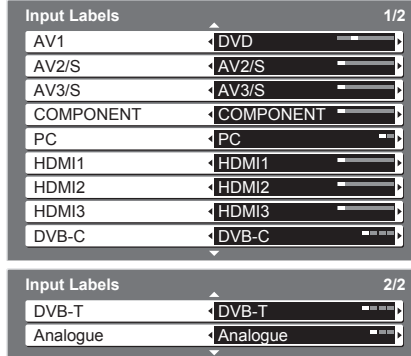 Input Labels 1/2
AV1 DVD
AV2/S AV2/S
AV3/S AV3/S
COMPONENT COMPONENT
PC PC
HDMI1 HDMI1
HDMI2 HDMI2
HDMI3 HDMI3
DVB-C DVB-C
Input Labels 2/2
DVB-T DVB-T
Analogue Analogue